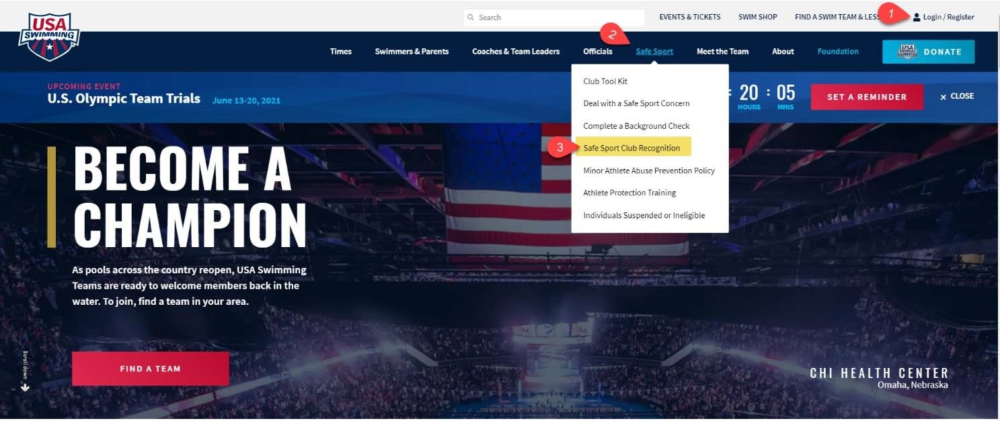 USA
SWIMMING
Search
EVENTS & TICKETS
SWIM SHOP
FIND A SWIM TEAM & LESS
1
Login / Register
2
Times
Swimmers & Parents
Coaches & Team Leaders
Officials
Safe Sport
Meet the Team
About
Foundation
USA
SWIMMING
DONATE
UPCOMING EVENT
U.S. Olympic Team Trials
June 13-20, 2021
: 20 : 05
HOURS MINS
SET A REMINDER
× CLOSE
Club Tool Kit
Deal with a Safe Sport Concern
Complete a Background Check
3
Safe Sport Club Recognition
Minor Athlete Abuse Prevention Policy
Athlete Protection Training
Individuals Suspended or Ineligible
BECOME A
CHAMPION
As pools across the country reopen, USA Swimming
Teams are ready to welcome members back in the
water. To join, find a team in your area.
FIND A TEAM
Scroll down
CHI HEALTH CENTER
Omaha, Nebraska